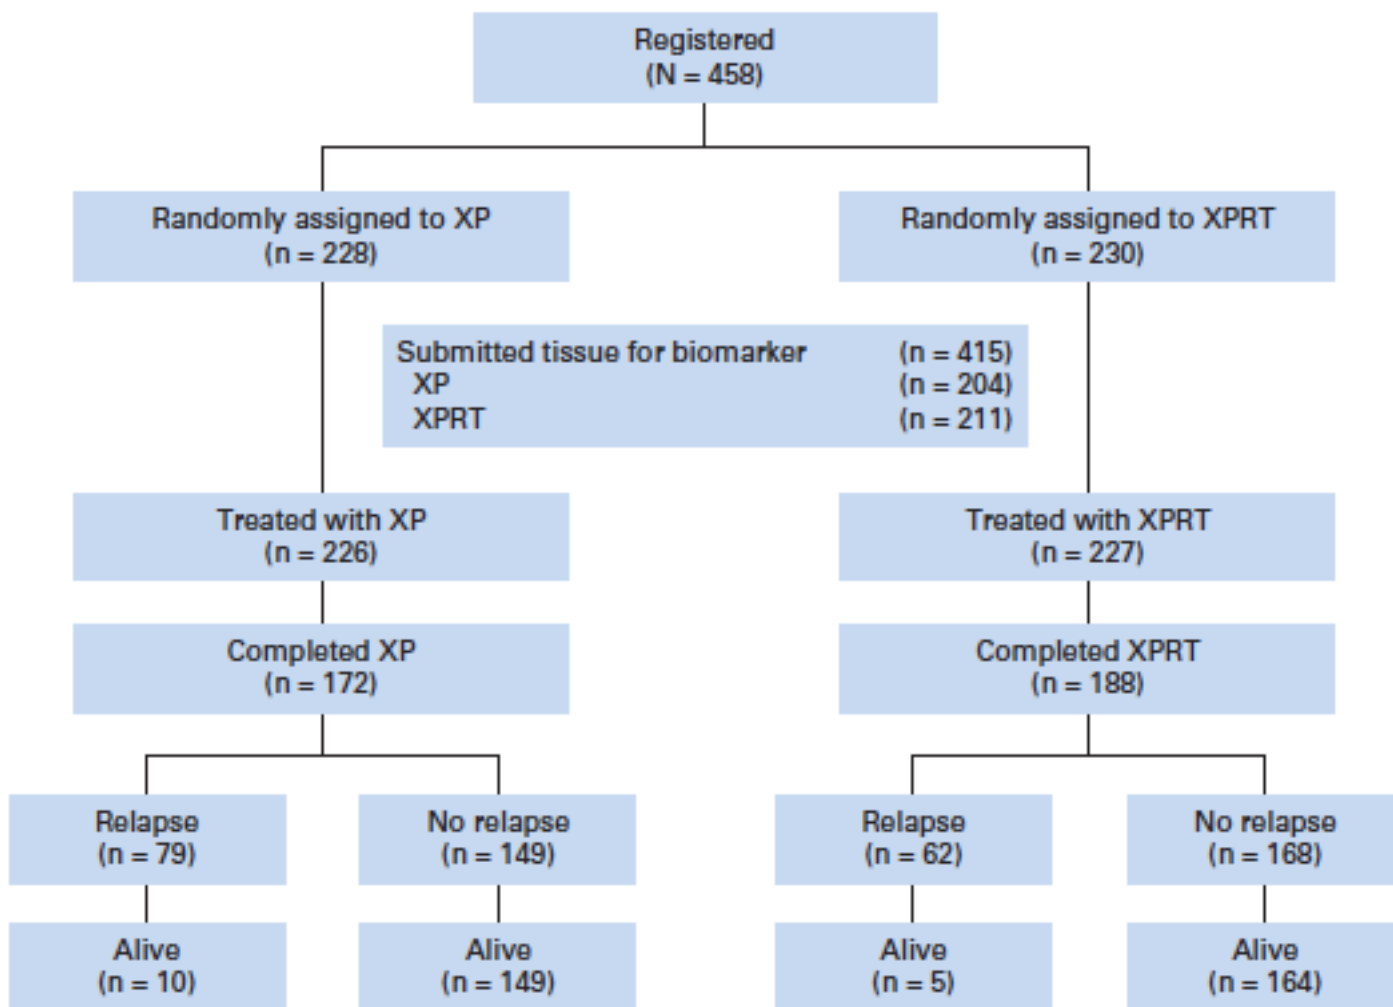 Registered
(N = 458)
Randomly assigned to XP
(n = 228)
Randomly assigned to XPRT
(n = 230)
Submitted tissue for biomarker (n = 415)
XP (n = 204)
XPRT (n = 211)
Treated with XP
(n = 226)
Treated with XPRT
(n = 227)
Completed XP
(n = 172)
Completed XPRT
(n = 188)
Relapse
(n = 79)
No relapse
(n = 149)
Relapse
(n = 62)
No relapse
(n = 168)
Alive
(n = 10)
Alive
(n = 149)
Alive
(n = 5)
Alive
(n = 164)